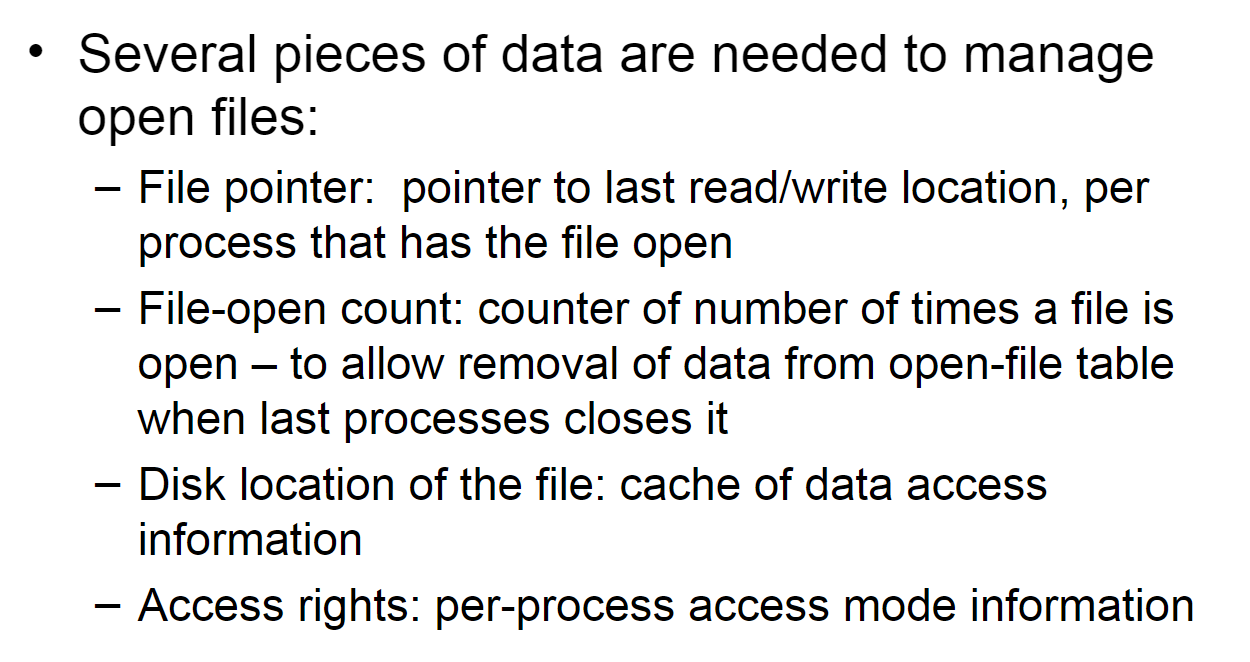 • Several pieces of data are needed to manage
open files:
– File pointer:  pointer to last read/write location, per
process that has the file open
– File-open count: counter of number of times a file is
open – to allow removal of data from open-file table
when last processes closes it
– Disk location of the file: cache of data access
information
– Access rights: per-process access mode information